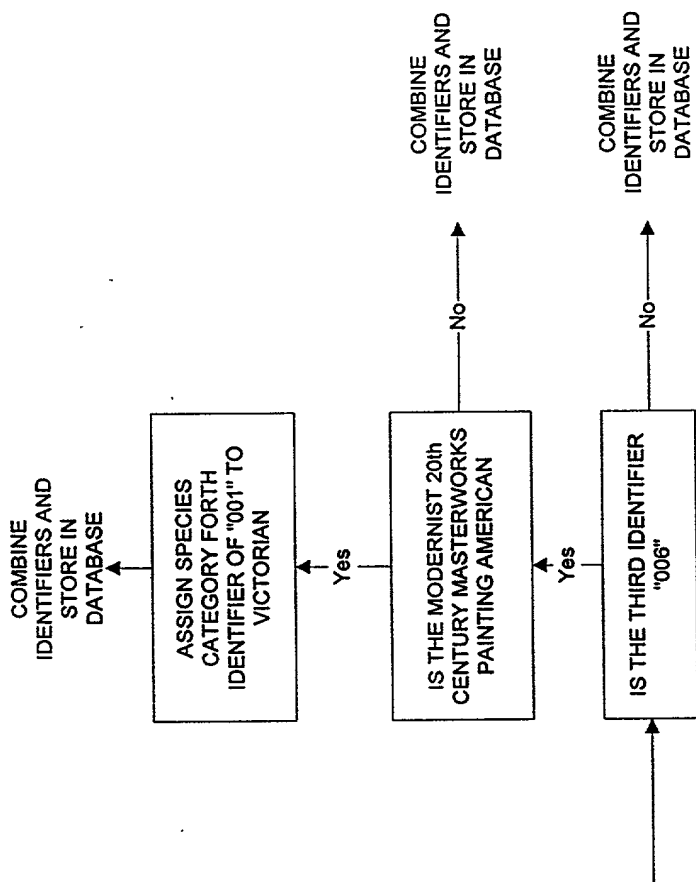 COMBINE
IDENTIFIERS AND
STORE IN
DATABASE
ASSIGN SPECIES
CATEGORY FORTH
IDENTIFIER OF "001" TO
VICTORIAN
Yes
IS THE MODERNIST 20th
CENTURY MASTERWORKS
PAINTING AMERICAN
No
COMBINE
IDENTIFIERS AND
STORE IN
DATABASE
Yes
IS THE THIRD IDENTIFIER
"006"
No
COMBINE
IDENTIFIERS AND
STORE IN
DATABASE